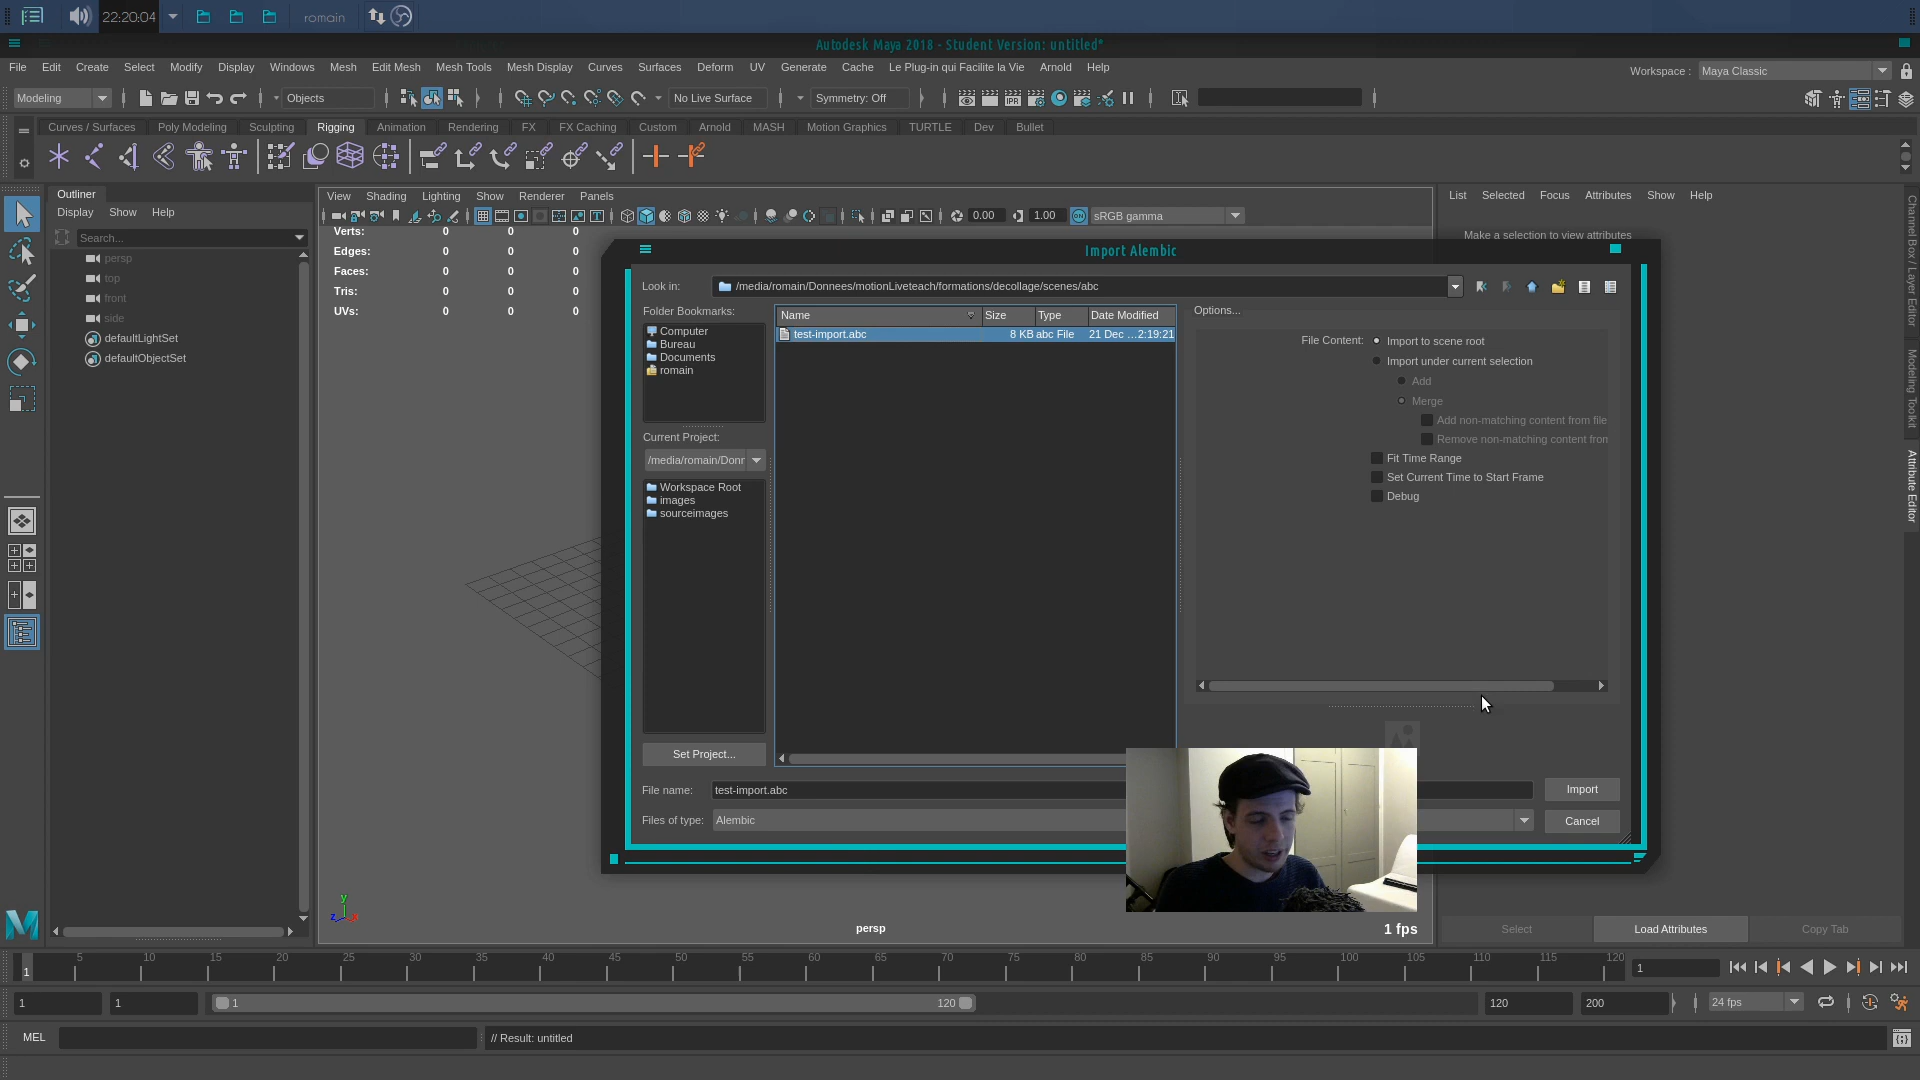 22:20:04 romain
Autodesk Maya 2018 - Student Version: untitled*
File Edit Create Select Modify Display Windows Mesh Edit Mesh Mesh Tools Mesh Display Curves Surfaces Deform UV Generate Cache Le Plug-in qui Facilite la Vie Arnold Help
Workspace : Maya Classic
Modeling Objects No Live Surface Symmetry: Off IPR
Curves / Surfaces Poly Modeling Sculpting Rigging Animation Rendering FX FX Caching Custom Arnold MASH Motion Graphics TURTLE Dev Bullet
Outliner
Display Show Help
Search...
persp
top
front
side
defaultLightSet
defaultObjectSet
View Shading Lighting Show Renderer Panels
0.00 1.00 ON sRGB gamma
Verts: 0 0 0
Edges: 0 0 0
Faces: 0 0 0
Tris: 0 0 0
UVs: 0 0 0
y
z x
persp
1 fps
List Selected Focus Attributes Show Help
Make a selection to view attributes
Channel Box / Layer Editor
Modeling Toolkit
Attribute Editor
Import Alembic
Look in: /media/romain/Donnees/motionLiveteach/formations/decollage/scenes/abc
Folder Bookmarks:
Computer
Bureau
Documents
romain
Current Project:
/media/romain/Donn
Workspace Root
images
sourceimages
Set Project...
Name Size Type Date Modified
test-import.abc 8 KB abc File 21 Dec ...2:19:21
Options...
File Content: Import to scene root
Import under current selection
Add
Merge
Add non-matching content from file
Remove non-matching content from
Fit Time Range
Set Current Time to Start Frame
Debug
File name: test-import.abc Import
Files of type: Alembic Cancel
Select Load Attributes Copy Tab
1 5 10 15 20 25 30 35 40 45 50 55 60 65 70 75 80 85 90 95 100 105 110 115 120 1
1 1 1 120 120 200 24 fps
MEL // Result: untitled